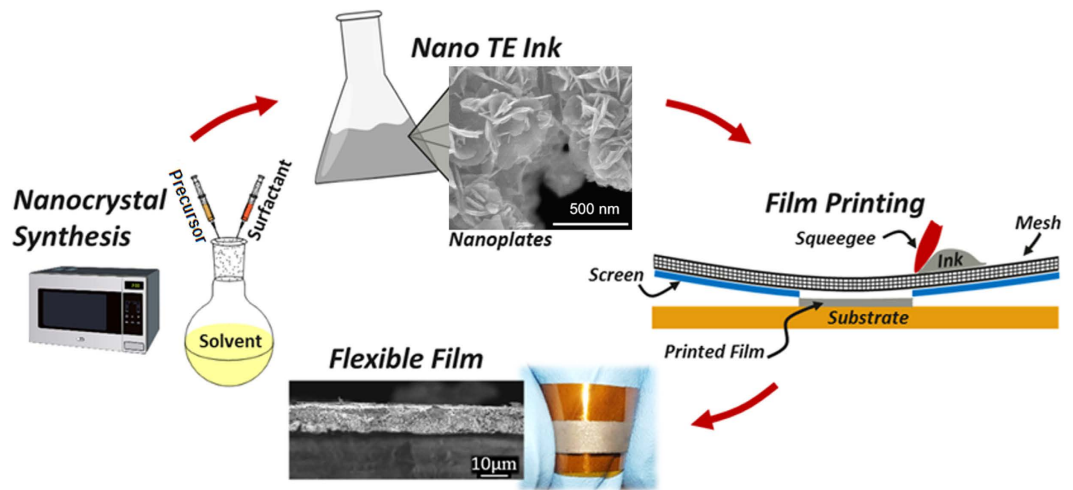 Nano TE Ink
500 nm
Nanoplates
Nanocrystal
Synthesis
Precursor
Surfactant
Solvent
Film Printing
Squeegee
Mesh
Ink
Screen
Substrate
Printed Film
Flexible Film
10μm